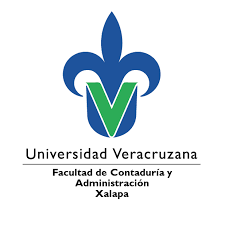 Universidad Veracruzana
Facultad de Contaduría y
Administración
Xalapa